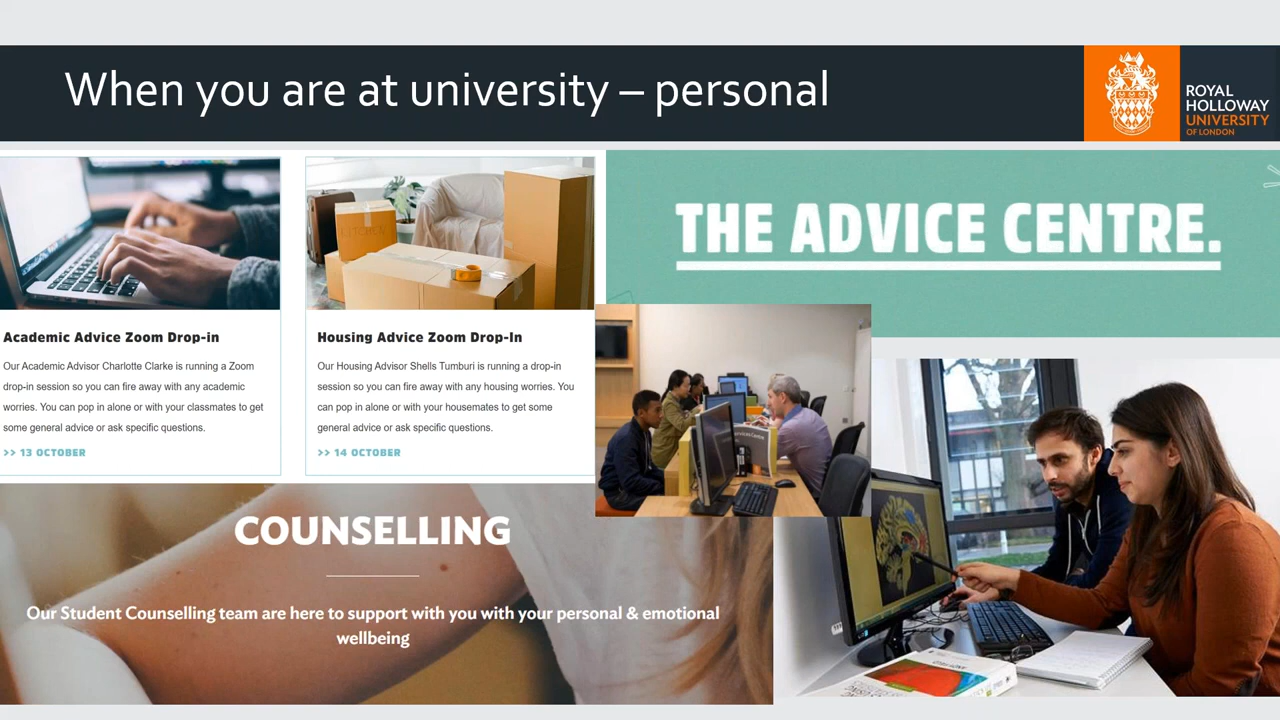 When you are at university – personal
ROYAL
HOLLOWAY
UNIVERSITY
OF LONDON
THE ADVICE CENTRE.
KITCHEN
Academic Advice Zoom Drop-in
Our Academic Advisor Charlotte Clarke is running a Zoom
drop-in session so you can fire away with any academic
worries. You can pop in alone or with your classmates to get
some general advice or ask specific questions.
>> 13 OCTOBER
Housing Advice Zoom Drop-In
Our Housing Advisor Shells Tumburi is running a drop-in
session so you can fire away with any housing worries. You
can pop in alone or with your housemates to get some
general advice or ask specific questions.
>> 14 OCTOBER
Services Centre
COUNSELLING
Our Student Counselling team are here to support with you with your personal & emotional
wellbeing